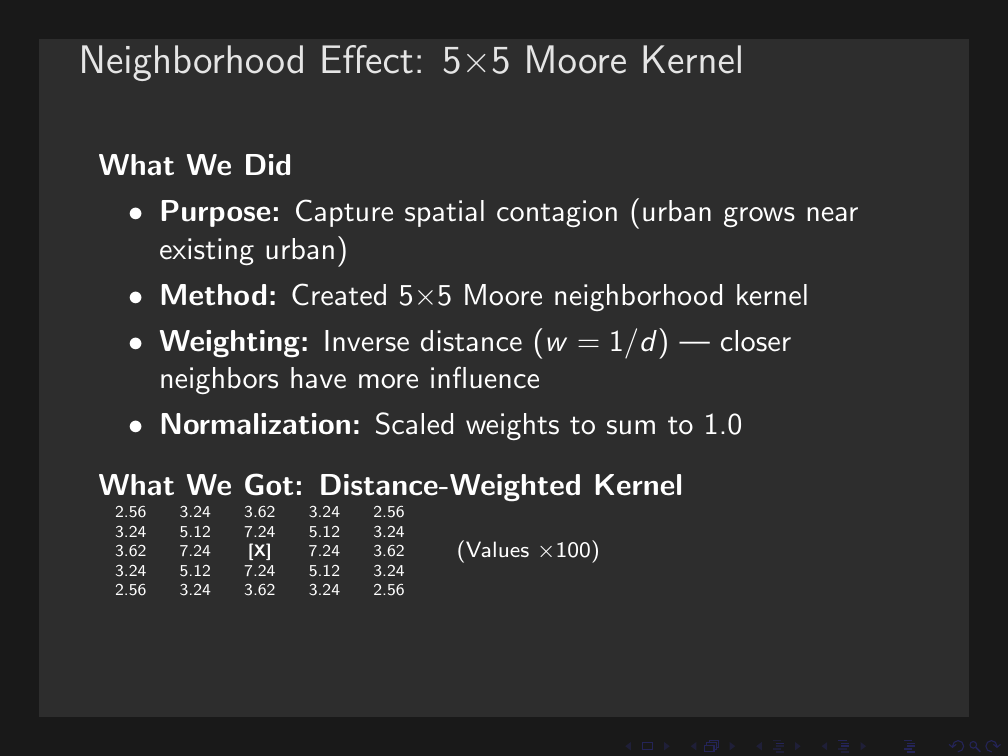 Neighborhood Effect: 5×5 Moore Kernel
What We Did
• Purpose: Capture spatial contagion (urban grows near
existing urban)
• Method: Created 5×5 Moore neighborhood kernel
• Weighting: Inverse distance (w = 1/d) — closer
neighbors have more influence
• Normalization: Scaled weights to sum to 1.0
What We Got: Distance-Weighted Kernel
2.56 3.24 3.62 3.24 2.56
3.24 5.12 7.24 5.12 3.24
3.62 7.24 [X] 7.24 3.62 (Values ×100)
3.24 5.12 7.24 5.12 3.24
2.56 3.24 3.62 3.24 2.56